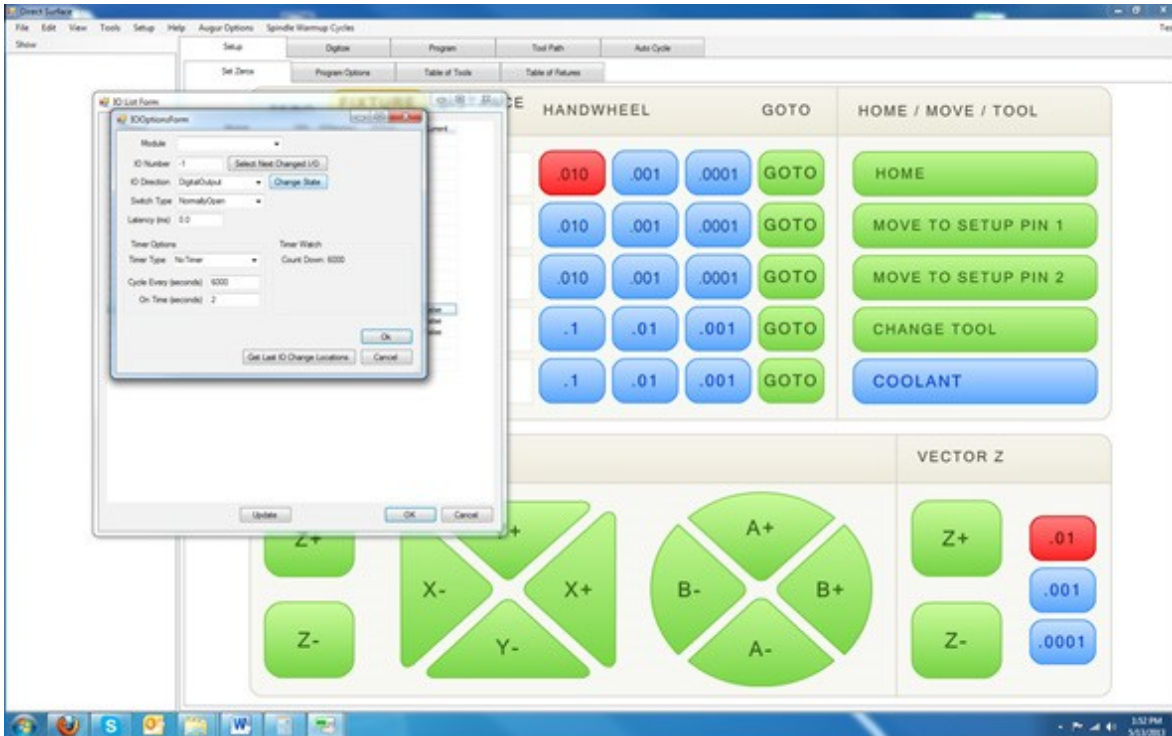 Direct Surface
File Edit View Tools Setup Help Augur Options Spindle Warmup Cycles
Show
Setup Digitize Program Tool Path Auto Cycle
Set Zeros Program Options Table of Tools Table of Fixtures
IO List Form
IOOptionsForm
Module
IO Number -1 Select Next Changed I/O
IO Direction DigitalOutput Change State
Switch Type NormallyOpen
Latency (ms) 0.0
Timer Options Timer Watch
Timer Type No Timer Count Down: 6000
Cycle Every (seconds) 6000
On Time (seconds) 2
Ok
Get Last IO Change Locations Cancel
Update OK Cancel
HANDWHEEL GOTO HOME / MOVE / TOOL
.010 .001 .0001 GOTO HOME
.010 .001 .0001 GOTO MOVE TO SETUP PIN 1
.010 .001 .0001 GOTO MOVE TO SETUP PIN 2
.1 .01 .001 GOTO CHANGE TOOL
.1 .01 .001 GOTO COOLANT
VECTOR Z
Z+ A+ Z+ .01
X- X+ B- B+ .001
Z- Y- A- Z- .0001
W
3:52 PM
5/13/2013